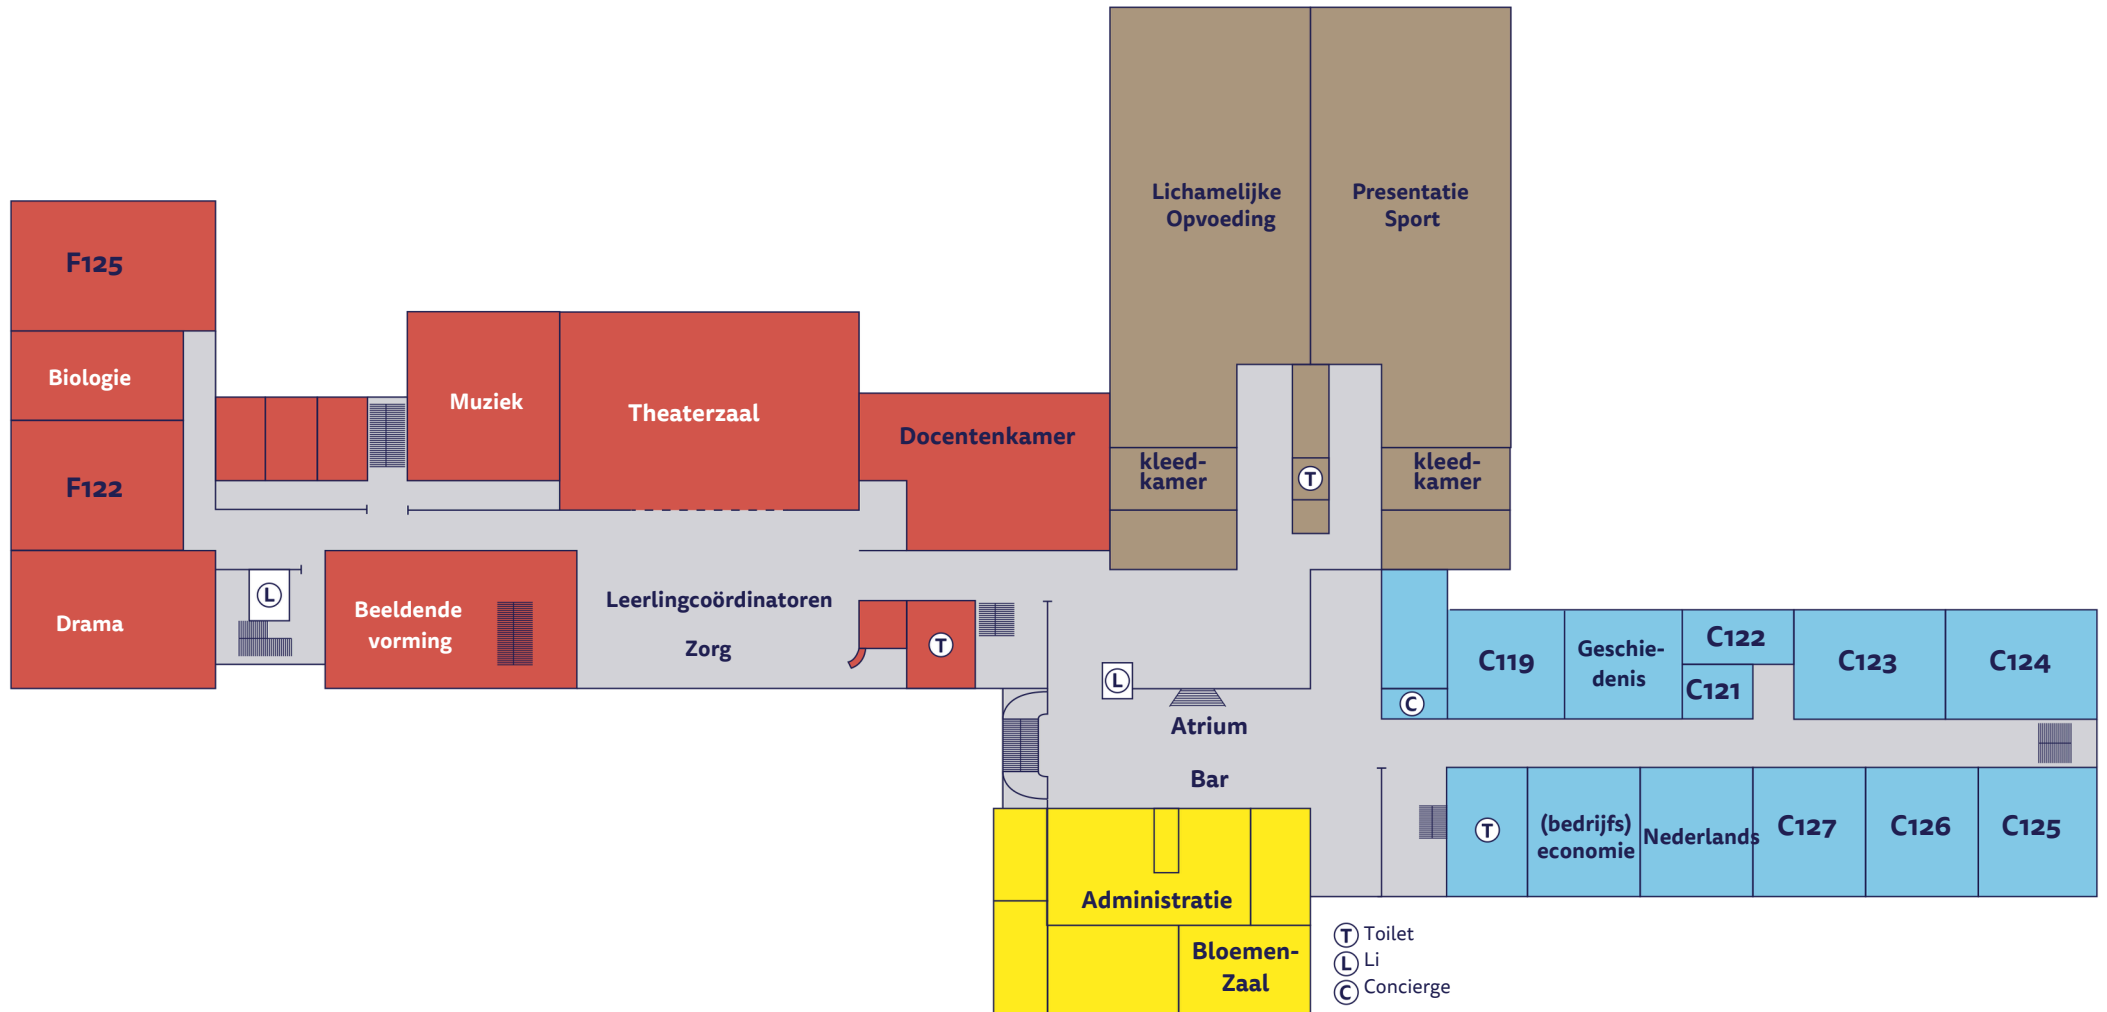 Lichamelijke
Opvoeding
Presentatie
Sport
F125
Biologie
F122
Drama
Muziek
Theaterzaal
Docentenkamer
kleed-
kamer
T
kleed-
kamer
L
Beeldende
vorming
Leerlingcoördinatoren
Zorg
T
L
Atrium
Bar
C
C119
Geschie-
denis
C122
C121
C123
C124
T
(bedrijfs)
economie
Nederlands
C127
C126
C125
Administratie
Bloemen-
Zaal
T Toilet
L Li
C Concierge